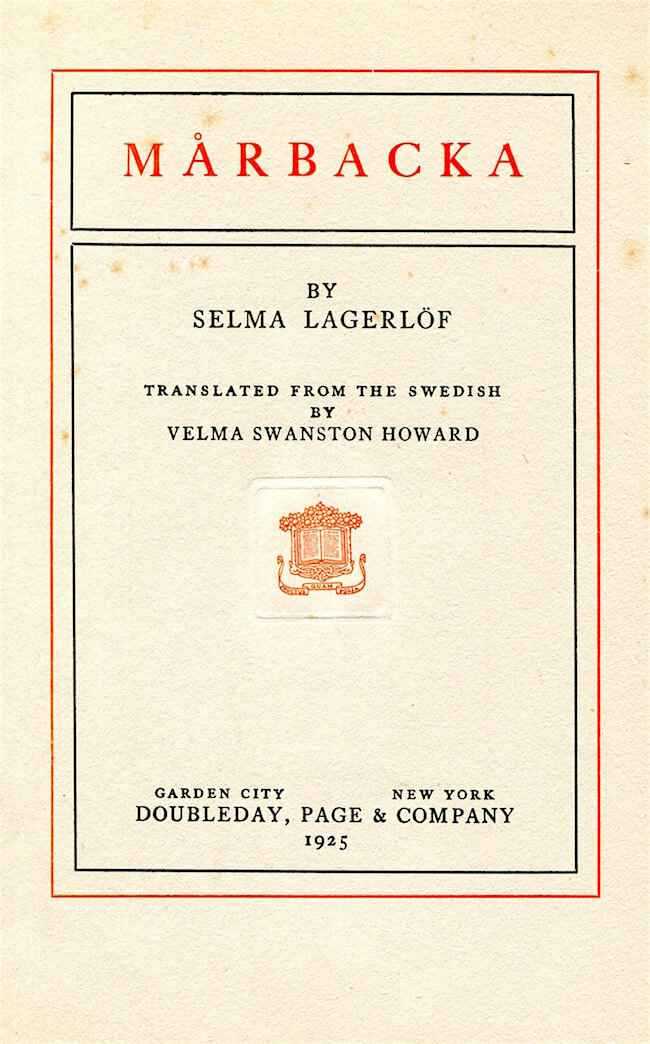 MÅRBACKA
BY
SELMA LAGERLÖF
TRANSLATED FROM THE SWEDISH
BY
VELMA SWANSTON HOWARD
QUAM
GARDEN CITY NEW YORK
DOUBLEDAY, PAGE & COMPANY
1925